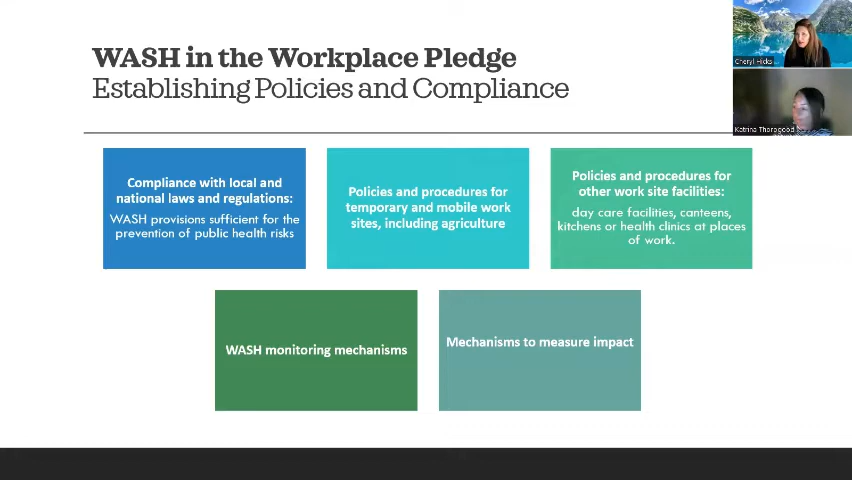 WASH in the Workplace Pledge
Establishing Policies and Compliance
Cheryl Hicks
Katrina Thorogood
Compliance with local and
national laws and regulations:
WASH provisions sufficient for the
prevention of public health risks
Policies and procedures for
temporary and mobile work
sites, including agriculture
Policies and procedures for
other work site facilities:
day care facilities, canteens,
kitchens or health clinics at places
of work.
WASH monitoring mechanisms
Mechanisms to measure impact